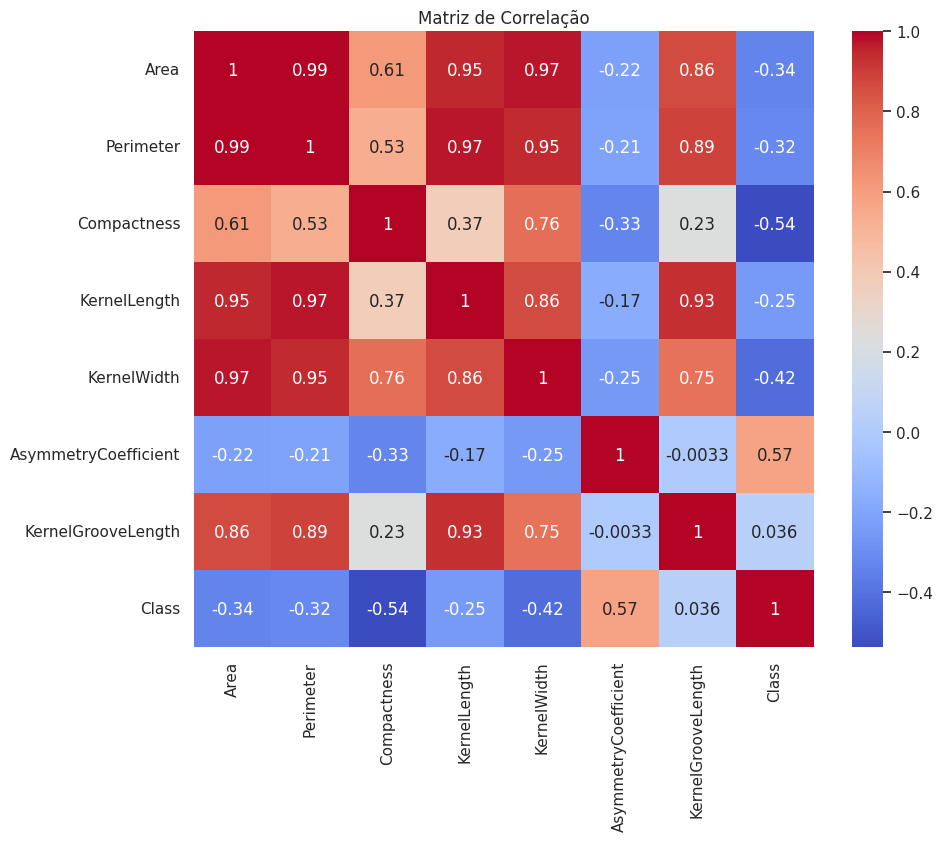 Matriz de Correlação
Area 1 0.99 0.61 0.95 0.97 -0.22 0.86 -0.34
Perimeter 0.99 1 0.53 0.97 0.95 -0.21 0.89 -0.32
Compactness 0.61 0.53 1 0.37 0.76 -0.33 0.23 -0.54
KernelLength 0.95 0.97 0.37 1 0.86 -0.17 0.93 -0.25
KernelWidth 0.97 0.95 0.76 0.86 1 -0.25 0.75 -0.42
AsymmetryCoefficient -0.22 -0.21 -0.33 -0.17 -0.25 1 -0.0033 0.57
KernelGrooveLength 0.86 0.89 0.23 0.93 0.75 -0.0033 1 0.036
Class -0.34 -0.32 -0.54 -0.25 -0.42 0.57 0.036 1
Area
Perimeter
Compactness
KernelLength
KernelWidth
AsymmetryCoefficient
KernelGrooveLength
Class
1.0
0.8
0.6
0.4
0.2
0.0
−0.2
−0.4